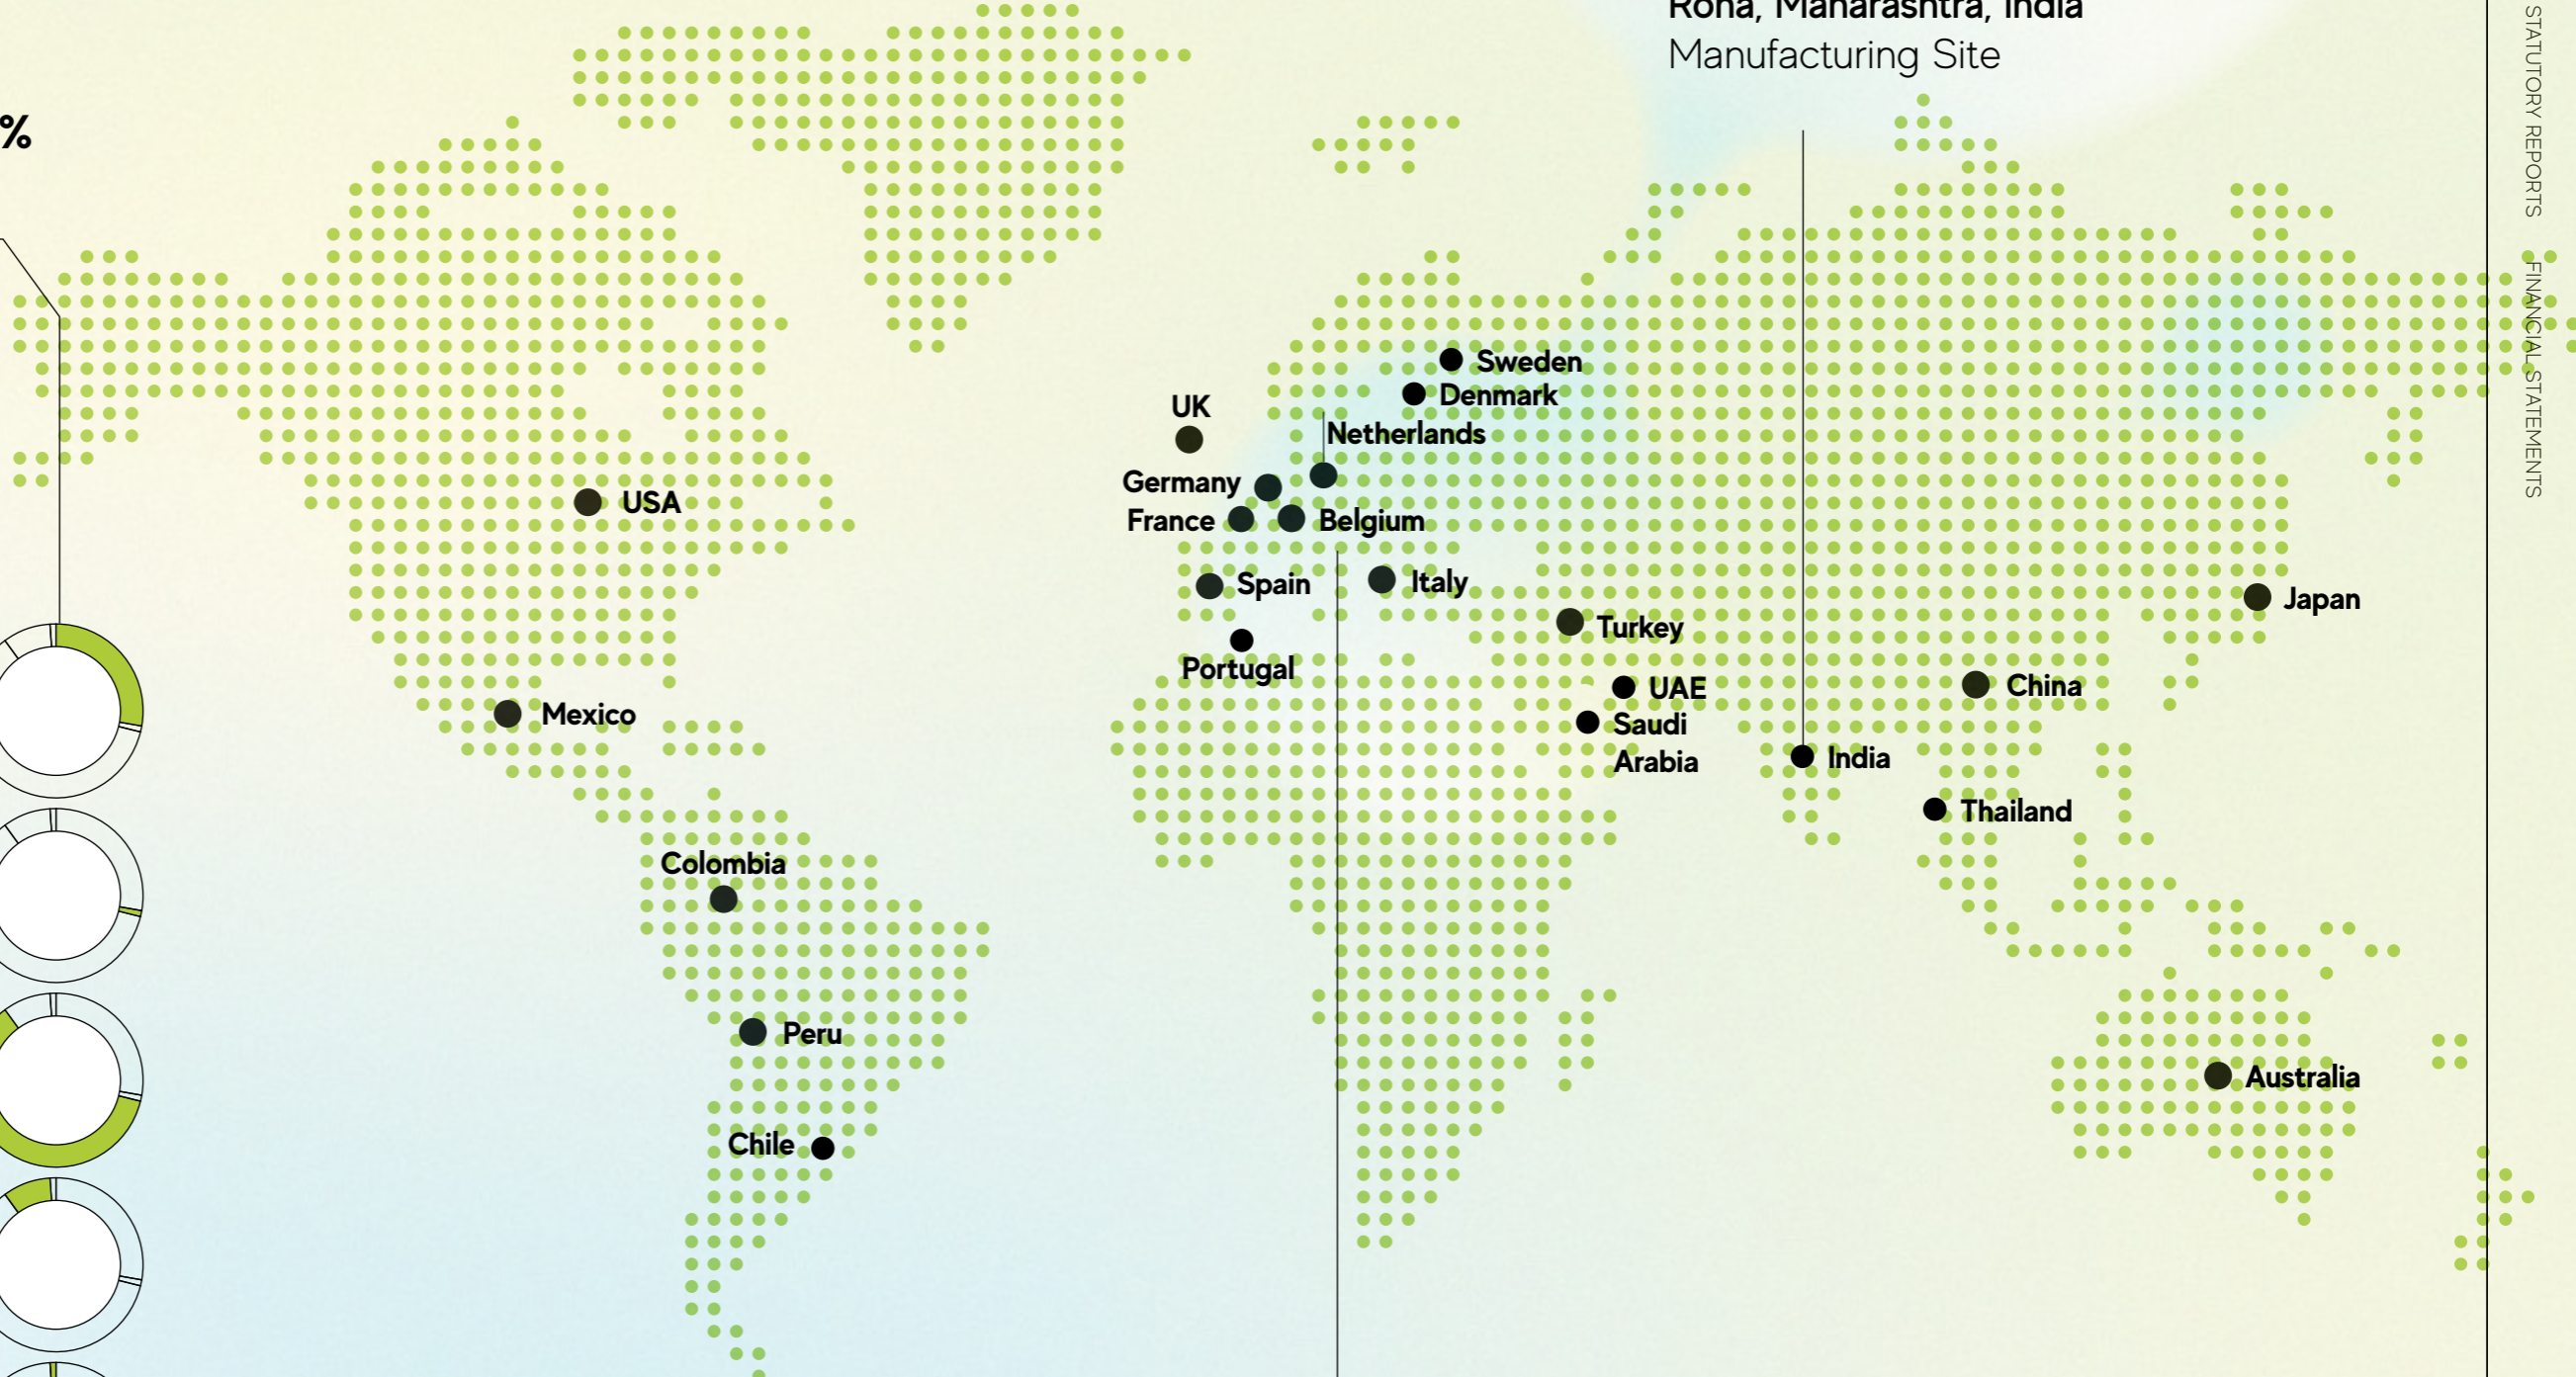 Roha, Maharashtra, India
Manufacturing Site
%
STATUTORY REPORTS
FINANCIAL STATEMENTS
Sweden
Denmark
UK
Netherlands
Germany
USA
France
Belgium
Spain
Italy
Japan
Turkey
Portugal
UAE
China
Mexico
Saudi
Arabia
India
Thailand
Colombia
Peru
Australia
Chile